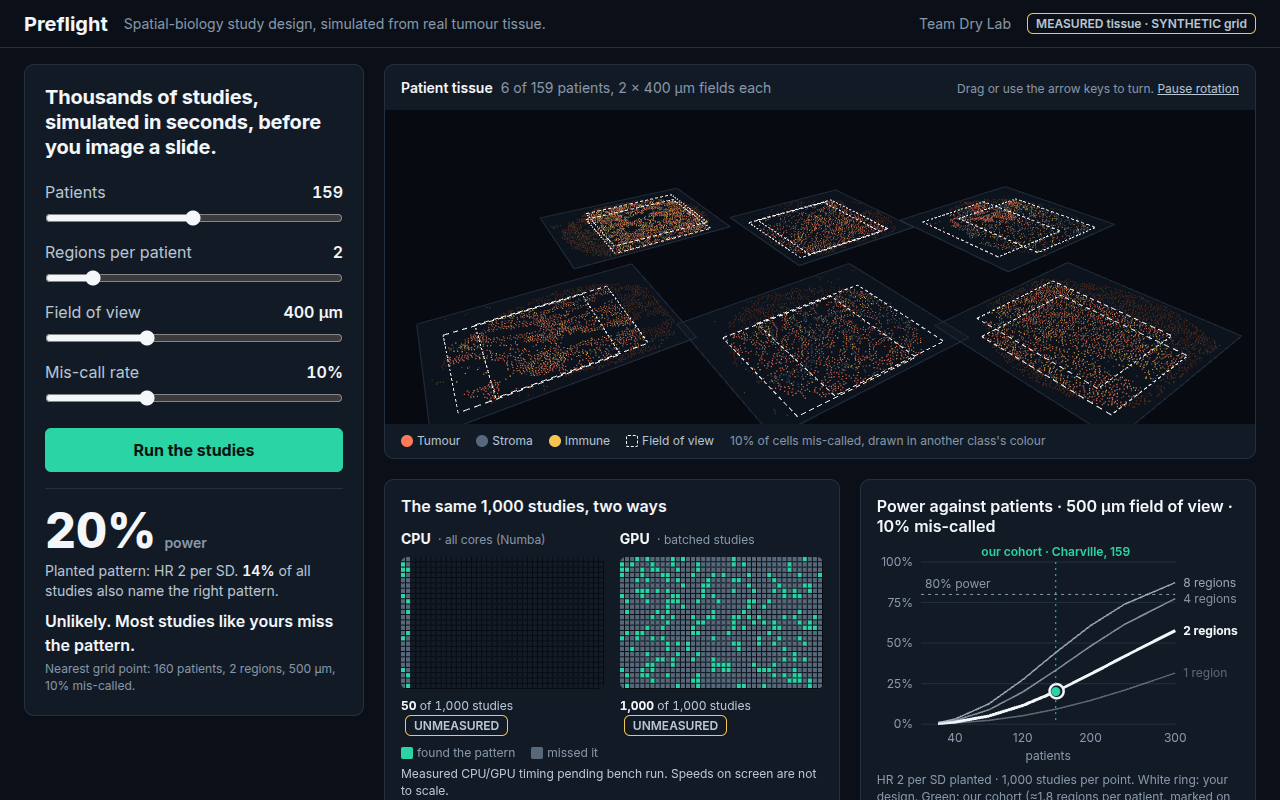 Preflight
Spatial-biology study design, simulated from real tumour tissue.
Team Dry Lab
MEASURED tissue · SYNTHETIC grid
Thousands of studies,
simulated in seconds, before
you image a slide.
Patients 159
Regions per patient 2
Field of view 400 µm
Mis-call rate 10%
Run the studies
20% power
Planted pattern: HR 2 per SD. 14% of all
studies also name the right pattern.
Unlikely. Most studies like yours miss
the pattern.
Nearest grid point: 160 patients, 2 regions, 500 µm,
10% mis-called.
Patient tissue 6 of 159 patients, 2 × 400 µm fields each
Drag or use the arrow keys to turn. Pause rotation
Tumour Stroma Immune Field of view 10% of cells mis-called, drawn in another class's colour
The same 1,000 studies, two ways
CPU · all cores (Numba)
GPU · batched studies
50 of 1,000 studies
UNMEASURED
1,000 of 1,000 studies
UNMEASURED
found the pattern missed it
Measured CPU/GPU timing pending bench run. Speeds on screen are not
to scale.
Power against patients · 500 µm field of view ·
10% mis-called
our cohort · Charville, 159
100%
80% power
75%
50%
25%
0%
8 regions
4 regions
2 regions
1 region
40 120 200 300
patients
HR 2 per SD planted · 1,000 studies per point. White ring: your
design. Green: our cohort (≈1.8 regions per patient, marked on